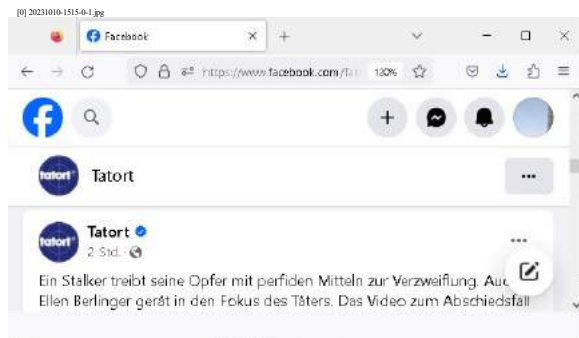 [0] 20231010-1515-0-1.jpg
Facebook
https://www.facebook.com/Tat 130%
tatort Tatort
tatort Tatort
2 Std.
Ein Stalker treibt seine Opfer mit perfiden Mitteln zur Verzweiflung.
Ellen Berlinger gerät in den Fokus des Täters. Das Video zum Abschiedsfall